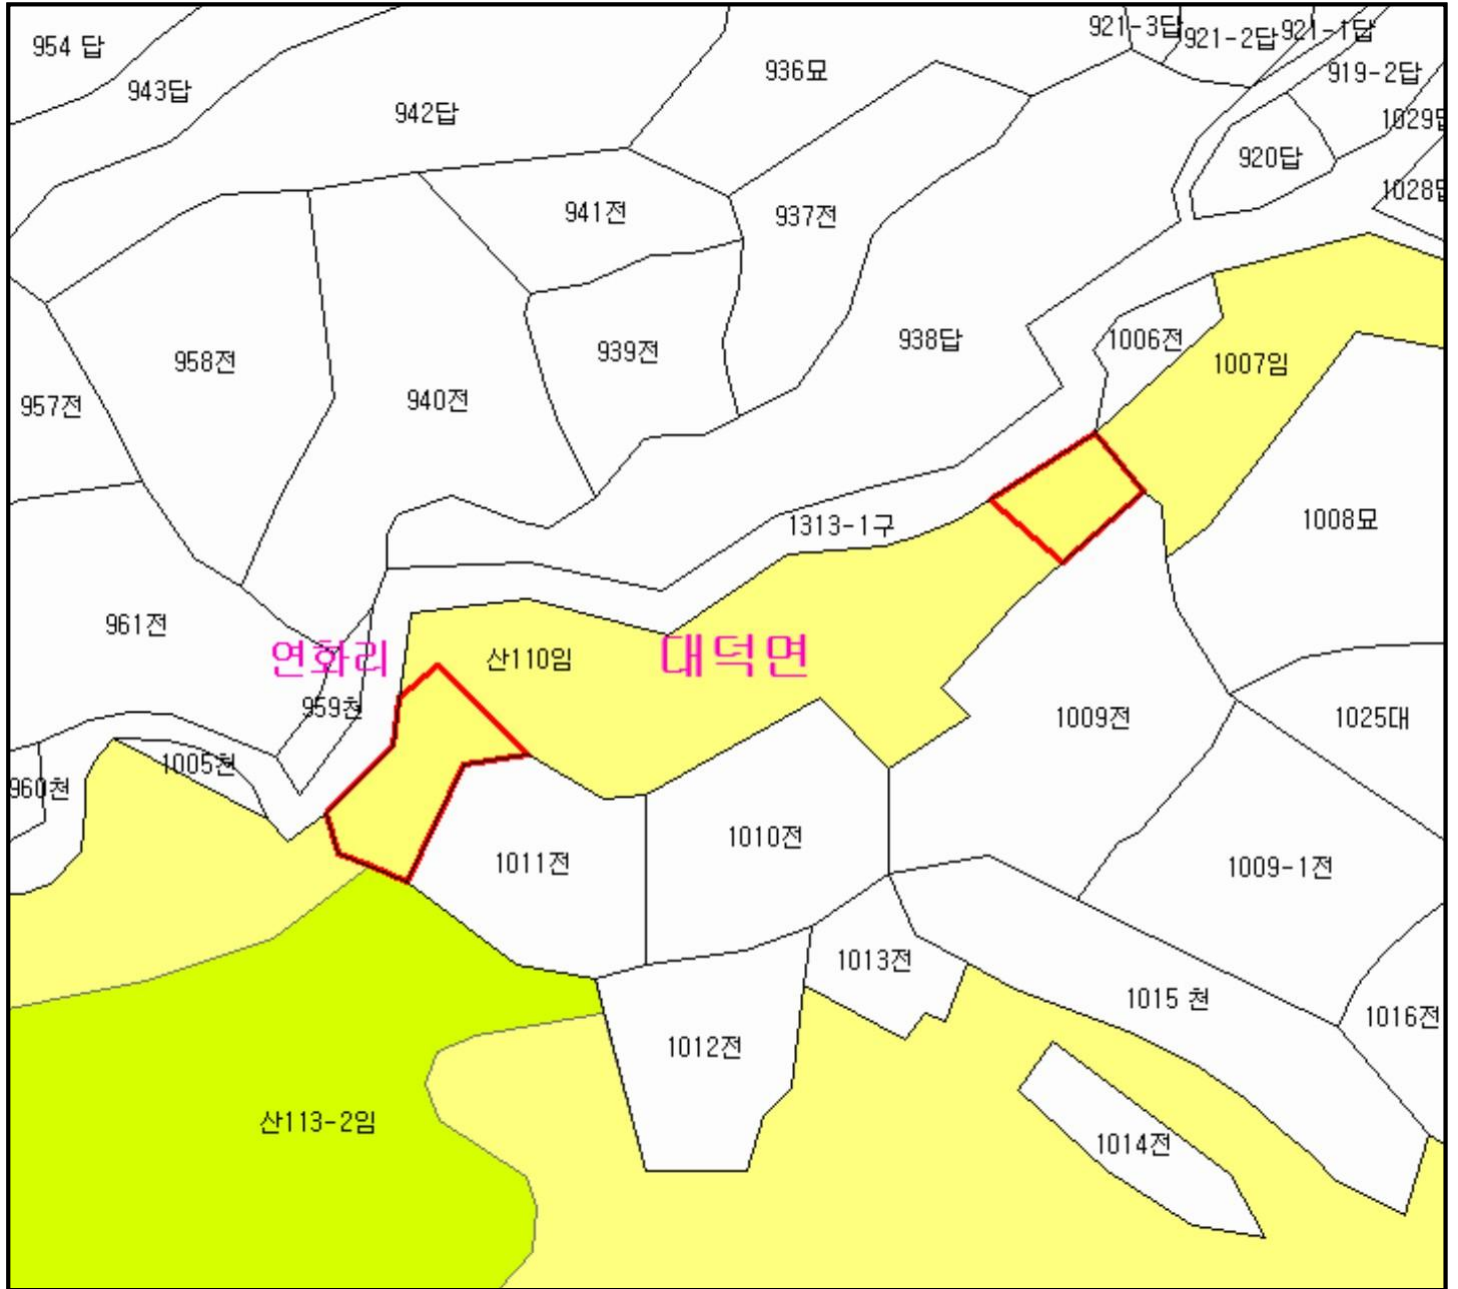 921-3답
921-2답
921-1답
954 답
943답
942답
936묘
919-2답
1029답
920답
1028답
941전
937전
958전
957전
940전
939전
938답
1006전
1007임
1313-1구
1008묘
961전
연화리
산110임
대덕면
959천
1009전
1025대
1005천
960천
1011전
1010전
1009-1전
1013전
1015 천
1016전
1012전
산113-2임
1014전